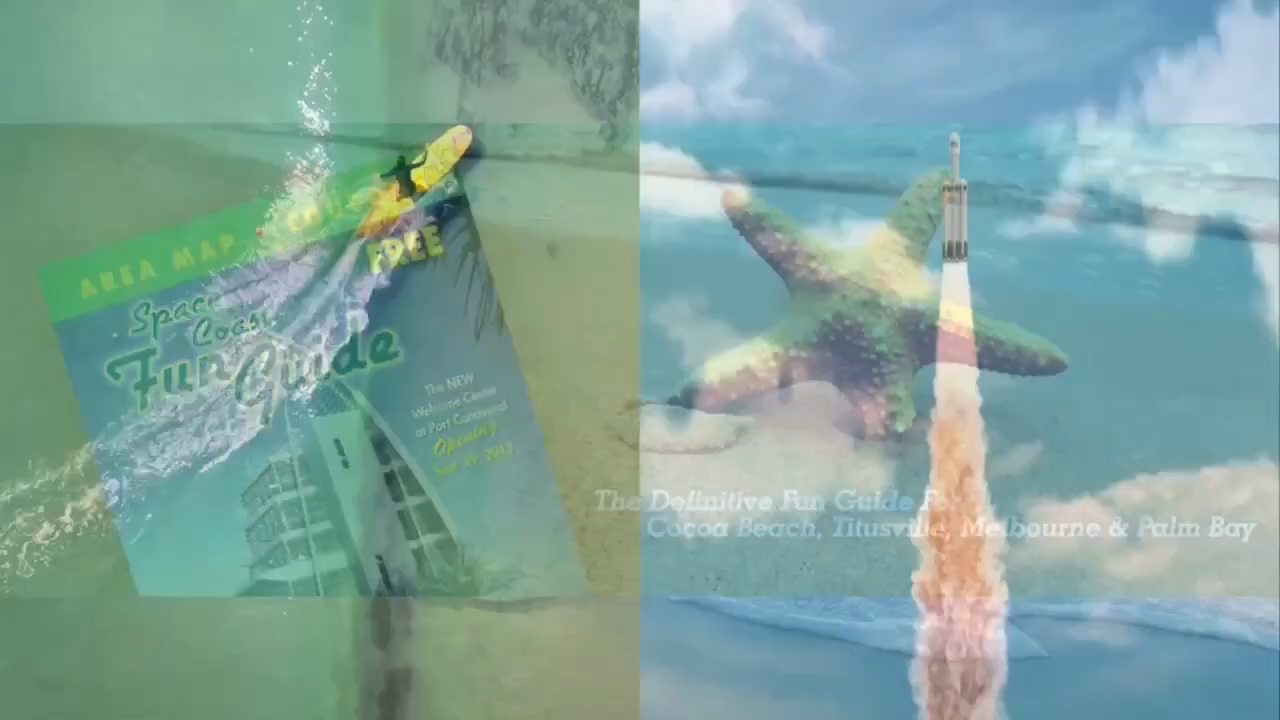 AREA MAP
FREE
Space
Coast
Fun Guide
The NEW
Welcome Center
at Port Canaveral
Opening
The Definitive Fun Guide
Cocoa Beach, Titusville, Melbourne & Palm Bay